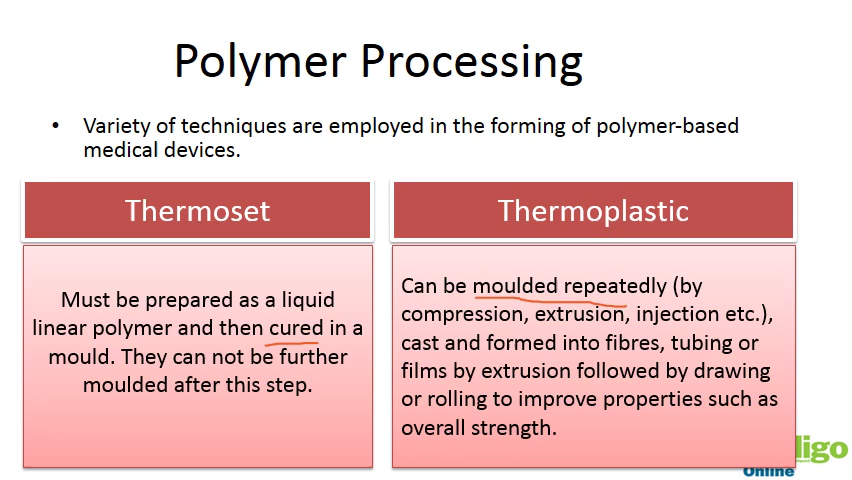 Polymer Processing
• Variety of techniques are employed in the forming of polymer-based
medical devices.
Thermoset
Must be prepared as a liquid
linear polymer and then cured in a
mould. They can not be further
moulded after this step.
Thermoplastic
Can be moulded repeatedly (by
compression, extrusion, injection etc.),
cast and formed into fibres, tubing or
films by extrusion followed by drawing
or rolling to improve properties such as
overall strength.
ligo
Online